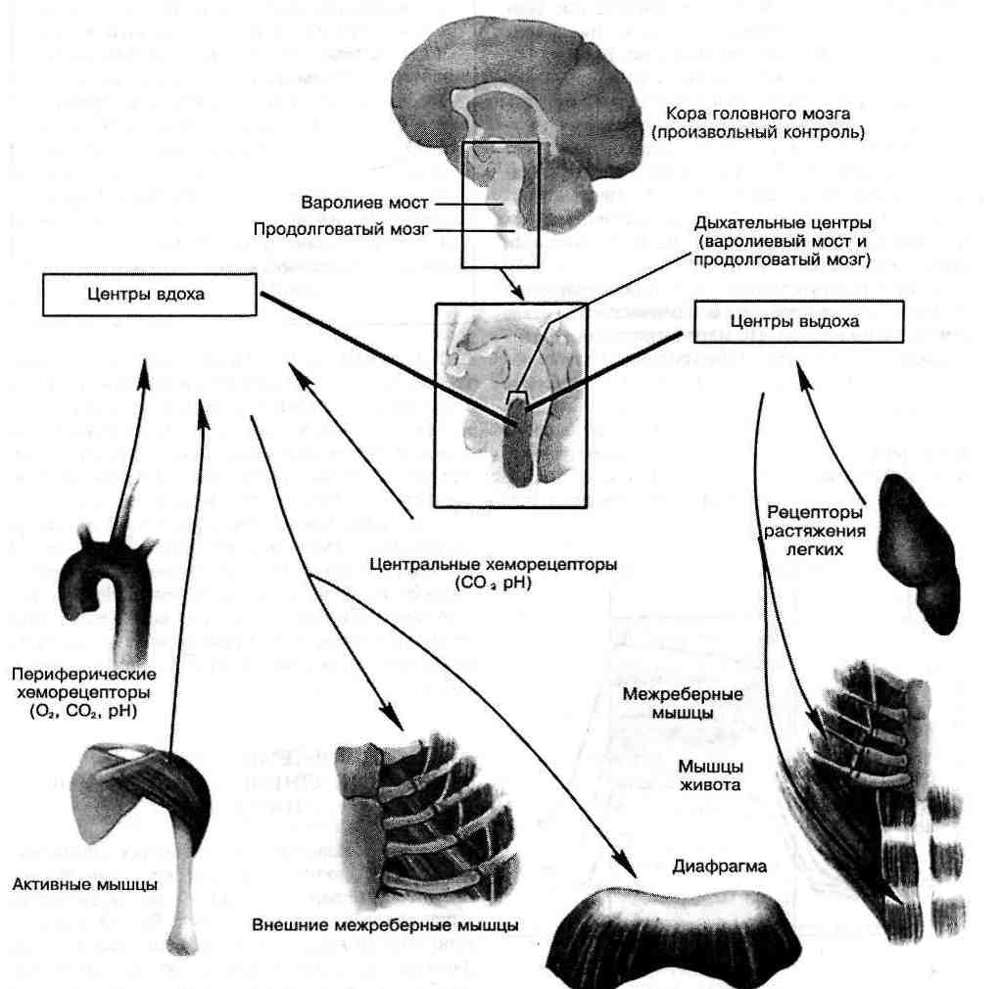 Кора головного мозга
(произвольный контроль)
Варолиев мост
Продолговатый мозг
Дыхательные центры
(варолиевый мост и
продолговатый мозг)
Центры вдоха
Центры выдоха
Рецепторы
растяжения
легких
Центральные хеморецепторы
(CO₂ pH)
Периферические
хеморецепторы
(O₂, CO₂, pH)
Межреберные
мышцы
Мышцы
живота
Активные мышцы
Диафрагма
Внешние межреберные мышцы